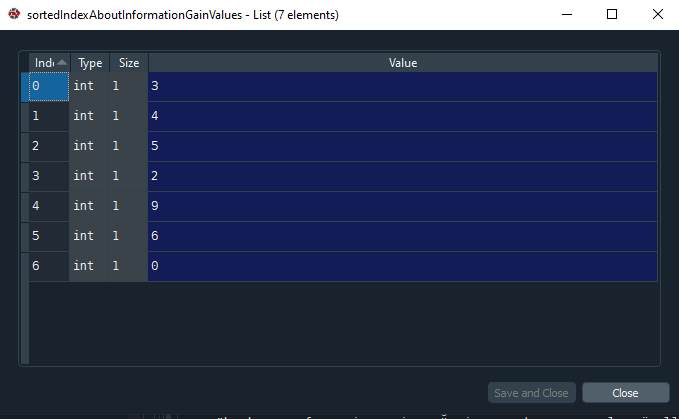 sortedIndexAboutInformationGainValues - List (7 elements)
Type Size Value
0 int 1 3
1 int 1 4
2 int 1 5
3 int 1 2
4 int 1 9
5 int 1 6
6 int 1 0
Save and Close Close